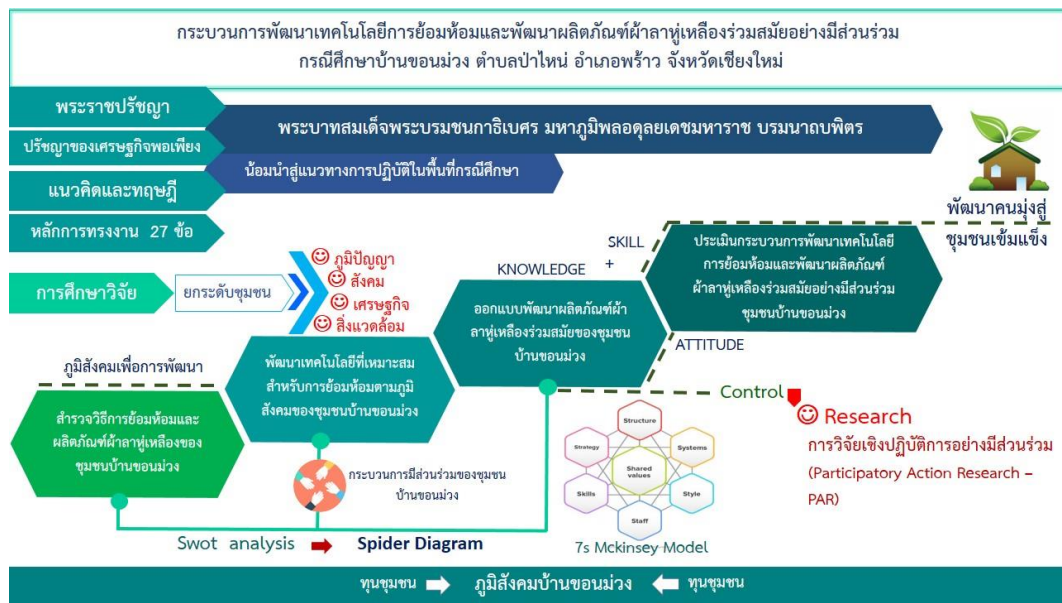 กระบวนการพัฒนาเทคโนโลยีการย้อมห้อมและพัฒนาผลิตภัณฑ์ผ้าลาหู่เหลืองร่วมสมัยอย่างมีส่วนร่วม
กรณีศึกษาบ้านขอนม่วง ตำบลป่าไหน่ อำเภอพร้าว จังหวัดเชียงใหม่
พระราชปรัชญา
พระบาทสมเด็จพระบรมชนกาธิเบศร มหาภูมิพลอดุลยเดชมหาราช บรมนาถบพิตร
ปรัชญาของเศรษฐกิจพอเพียง
น้อมนำสู่แนวทางการปฏิบัติในพื้นที่กรณีศึกษา
แนวคิดและทฤษฎี
หลักการทรงงาน 27 ข้อ
พัฒนาคนมุ่งสู่
ชุมชนเข้มแข็ง
การศึกษาวิจัย
ยกระดับชุมชน
ภูมิปัญญา
สังคม
เศรษฐกิจ
สิ่งแวดล้อม
KNOWLEDGE
SKILL
+
ATTITUDE
ประเมินกระบวนการพัฒนาเทคโนโลยี
การย้อมห้อมและพัฒนาผลิตภัณฑ์
ผ้าลาหู่เหลืองร่วมสมัยอย่างมีส่วนร่วม
ชุมชนบ้านขอนม่วง
ออกแบบพัฒนาผลิตภัณฑ์ผ้า
ลาหู่เหลืองร่วมสมัยของชุมชน
บ้านขอนม่วง
ภูมิสังคมเพื่อการพัฒนา
พัฒนาเทคโนโลยีที่เหมาะสม
สำหรับการย้อมห้อมตามภูมิ
สังคมของชุมชนบ้านขอนม่วง
สำรวจวิธีการย้อมห้อมและ
ผลิตภัณฑ์ผ้าลาหู่เหลืองของ
ชุมชนบ้านขอนม่วง
กระบวนการมีส่วนร่วมของชุมชน
บ้านขอนม่วง
Control
Research
การวิจัยเชิงปฏิบัติการอย่างมีส่วนร่วม
(Participatory Action Research –
PAR)
Structure
Strategy
Systems
Shared
values
Skills
Style
Staff
7s Mckinsey Model
Swot analysis
Spider Diagram
ทุนชุมชน
ภูมิสังคมบ้านขอนม่วง
ทุนชุมชน